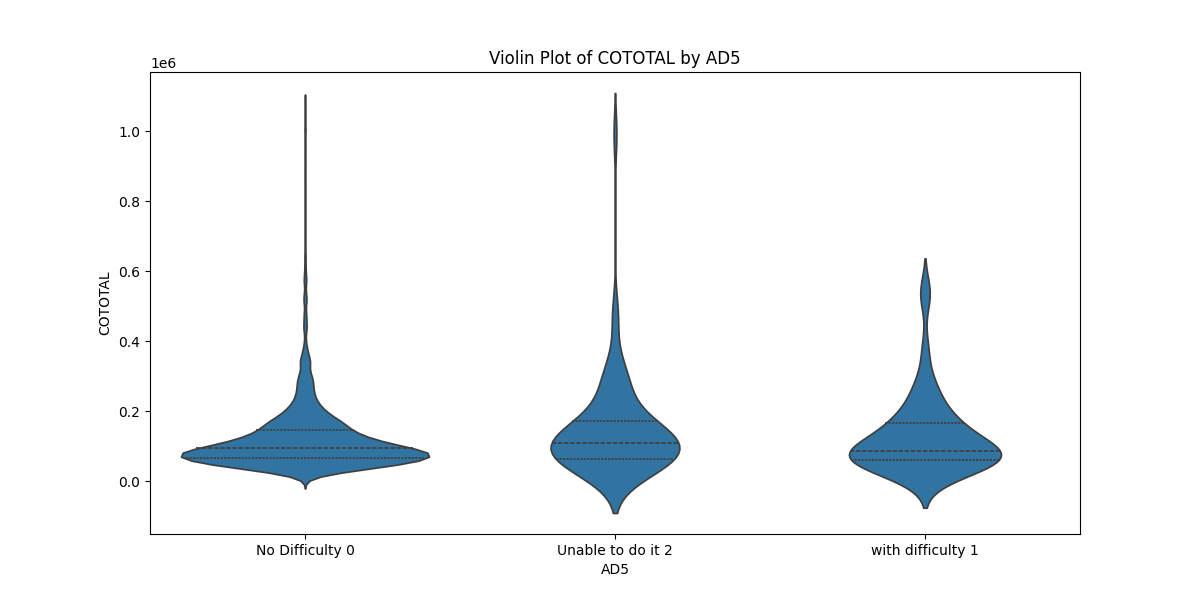 Violin Plot of COTOTAL by AD5
1e6
1.0
0.8
0.6
0.4
0.2
0.0
COTOTAL
No Difficulty 0
Unable to do it 2
with difficulty 1
AD5